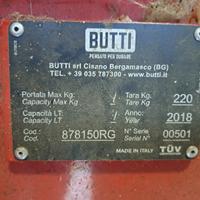 BUTTI
PENSATO PER DURARE
BUTTI srl Cisano Bergamasco (BG)
TEL. +39 035 787300 - www.butti.it
Portata Max Kg / Tara Kg 220
Capacity Max Kg / Tare Kg
Capacità LT / Anno: 2018
Capacity LT / Year
Cod.: 878150RG N° Serie 00501
Cod.: Serial N°
MADE IN ITALY TÜV